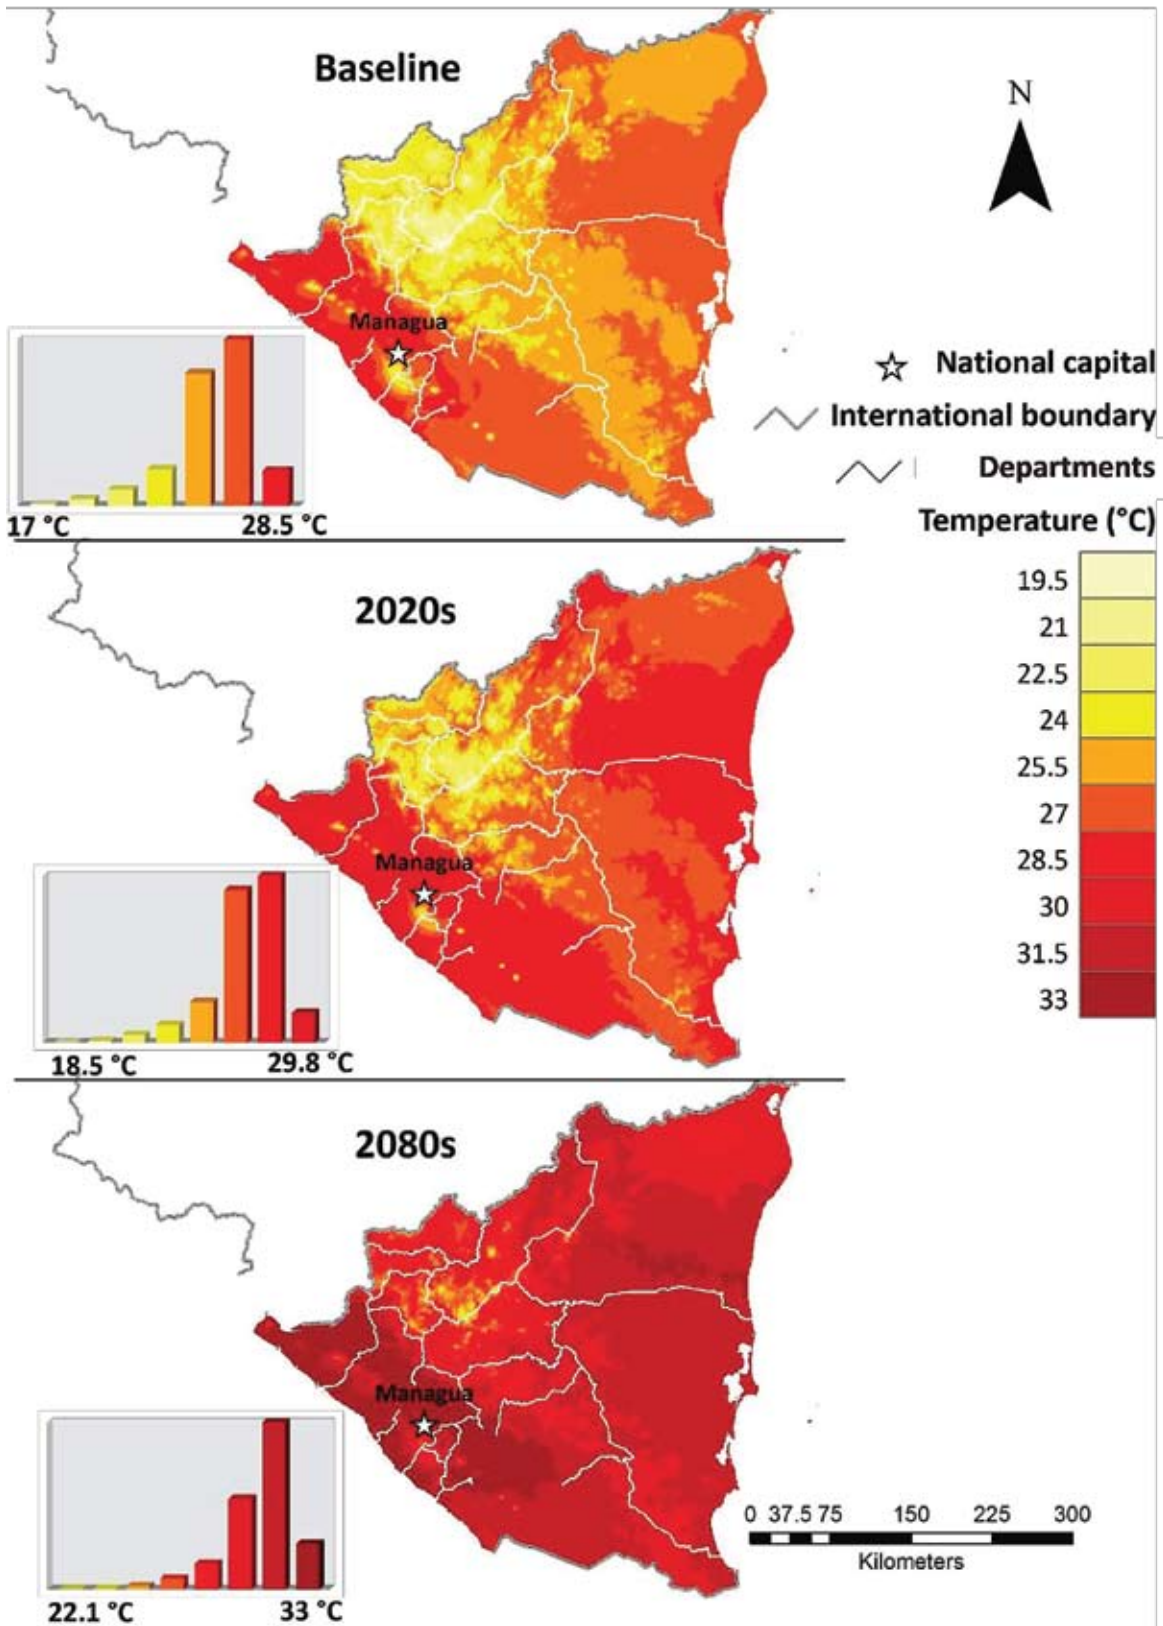 Baseline
N
Managua
National capital
International boundary
Departments
17 °C
28.5 °C
Temperature (°C)
19.5
21
22.5
24
25.5
27
28.5
30
31.5
33
2020s
Managua
18.5 °C
29.8 °C
2080s
Managua
22.1 °C
33 °C
0 37.5 75 150 225 300
Kilometers